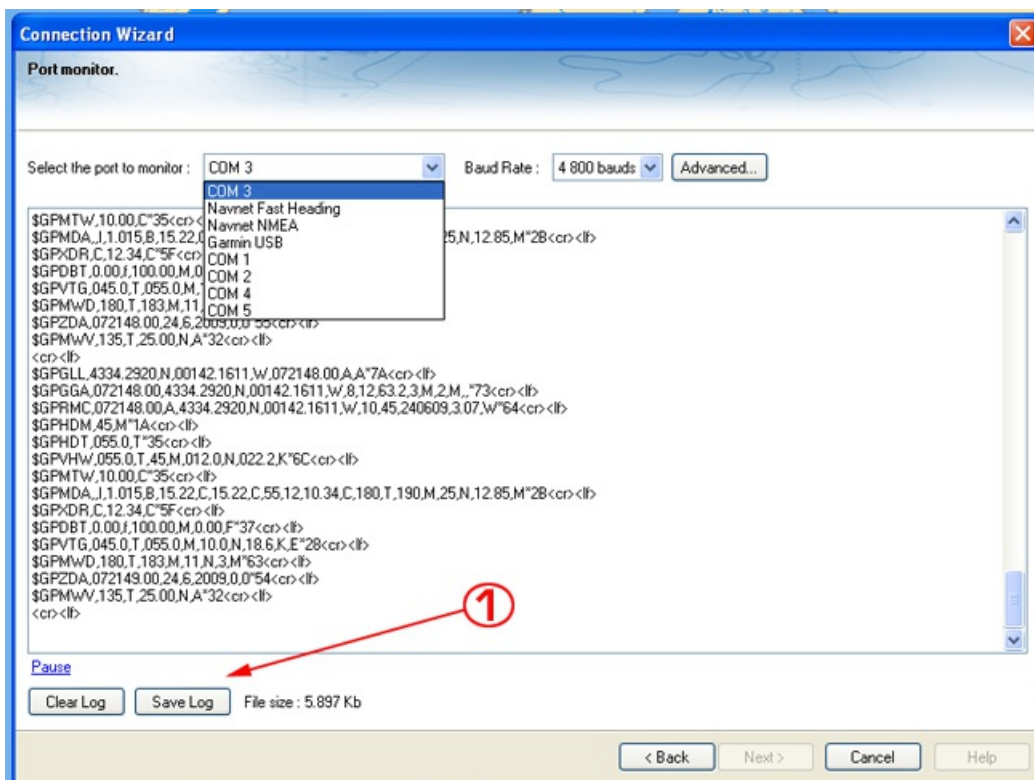 Connection Wizard
Port monitor.
Select the port to monitor : COM 3 Baud Rate : 4 800 bauds Advanced...
COM 3
Navnet Fast Heading
Navnet NMEA
Garmin USB
COM 1
COM 2
COM 4
COM 5
$GPMTW,10.00,C*35<cr><
$GPMDA,,I,1.015,B,15.22,C 25,N,12.85,M*2B<cr><lf>
$GPXDR,C,12.34,C*5F<cr>
$GPDBT,0.00,f,100.00,M,0
$GPVTG,045.0,T,055.0,M,
$GPMWD,180,T,183,M,11,
$GPZDA,072148.00,24,6,2009,0,0*55<cr><lf>
$GPMWV,135,T,25.00,N,A*32<cr><lf>
<cr><lf>
$GPGLL,4334.2920,N,00142.1611,W,072148.00,A,A*7A<cr><lf>
$GPGGA,072148.00,4334.2920,N,00142.1611,W,8,12,63.2,3,M,2,M,,*73<cr><lf>
$GPRMC,072148.00,A,4334.2920,N,00142.1611,W,10,45,240609,3.07,W*64<cr><lf>
$GPHDM,45,M*1A<cr><lf>
$GPHDT,055.0,T*35<cr><lf>
$GPVHW,055.0,T,45,M,012.0,N,022.2,K*6C<cr><lf>
$GPMTW,10.00,C*35<cr><lf>
$GPMDA,,I,1.015,B,15.22,C,15.22,C,55,12,10.34,C,180,T,190,M,25,N,12.85,M*2B<cr><lf>
$GPXDR,C,12.34,C*5F<cr><lf>
$GPDBT,0.00,f,100.00,M,0.00,F*37<cr><lf>
$GPVTG,045.0,T,055.0,M,10.0,N,18.6,K,E*28<cr><lf>
$GPMWD,180,T,183,M,11,N,3,M*63<cr><lf>
$GPZDA,072149.00,24,6,2009,0,0*54<cr><lf>
$GPMWV,135,T,25.00,N,A*32<cr><lf>
<cr><lf>
1
Pause
Clear Log Save Log File size : 5.897 Kb
< Back Next > Cancel Help